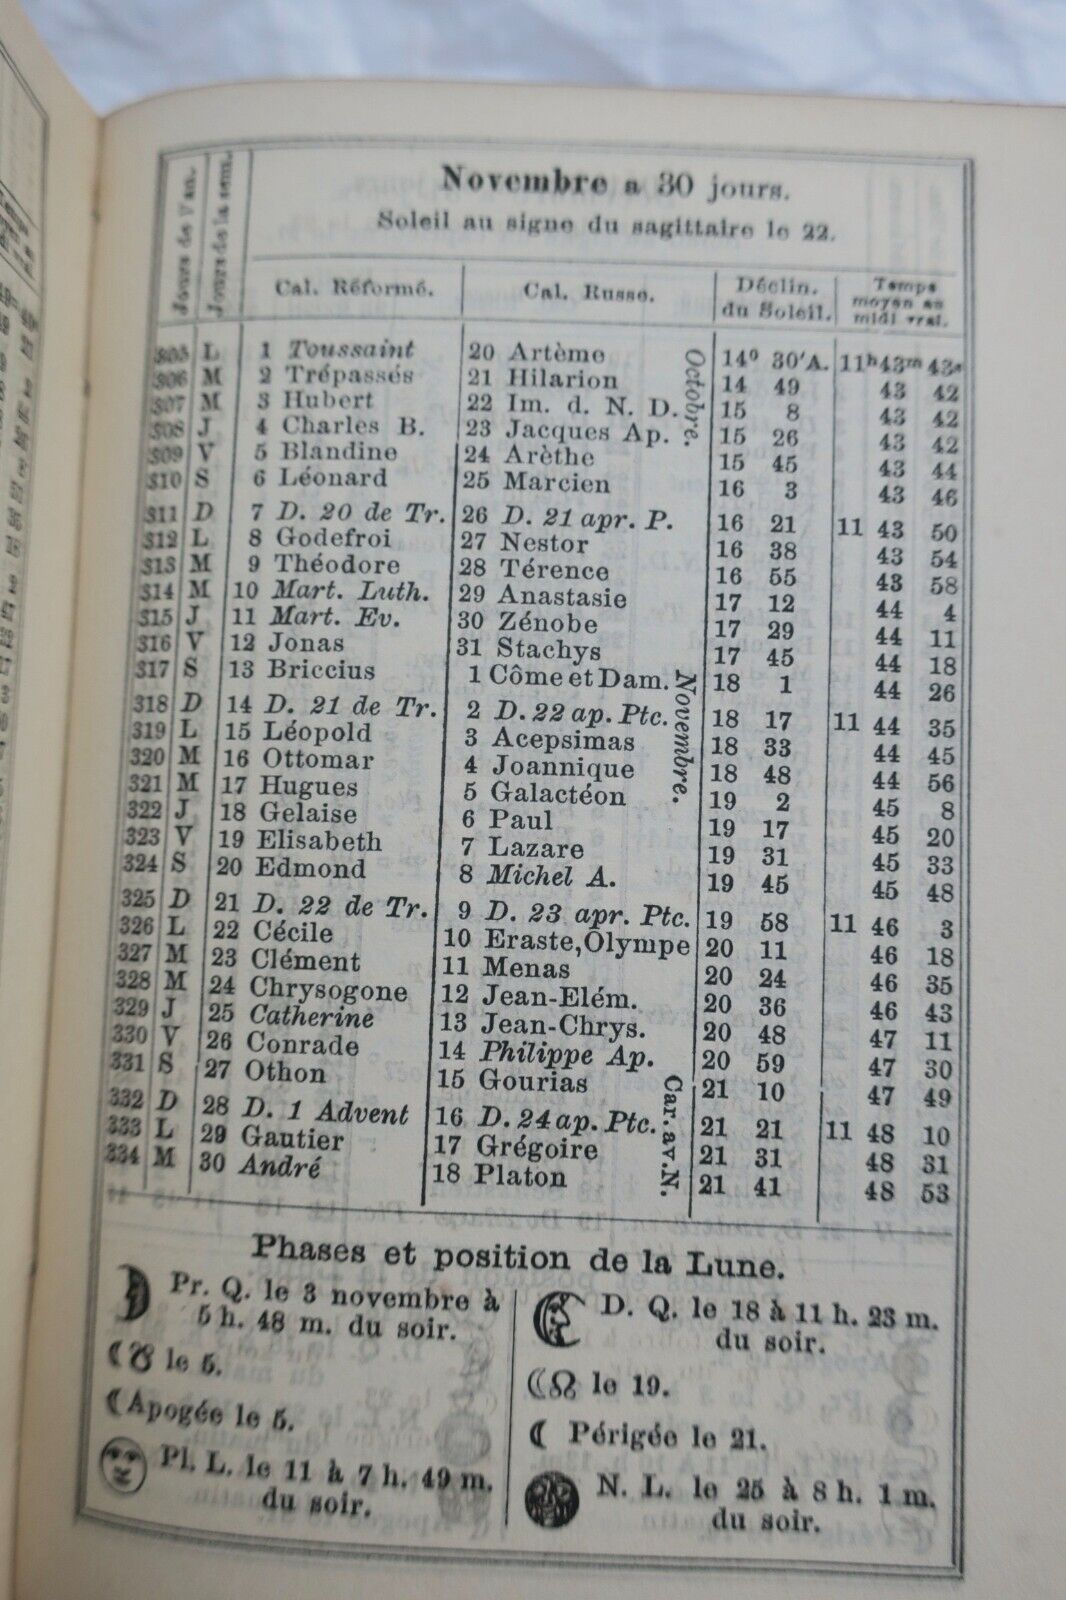 Novembre a 30 jours.
Soleil au signe du sagittaire le 22.
Jours de l'an. Jours de la sem. Cal. Réformé. Cal. Russe. Déclin. du Soleil. Temps moyen au midi vrai.
305 L 1 Toussaint 20 Artème 14° 30'A. 11h 43m 43s
306 M 2 Trépassés 21 Hilarion 14 49 43 42
307 M 3 Hubert 22 Im. d. N. D. 15 8 43 42
308 J 4 Charles B. 23 Jacques Ap. 15 26 43 42
309 V 5 Blandine 24 Arèthe 15 45 43 44
310 S 6 Léonard 25 Marcien 16 3 43 46
Octobre.
311 D 7 D. 20 de Tr. 26 D. 21 apr. P. 16 21 11 43 50
312 L 8 Godefroi 27 Nestor 16 38 43 54
313 M 9 Théodore 28 Térence 16 55 43 58
314 M 10 Mart. Luth. 29 Anastasie 17 12 44 4
315 J 11 Mart. Ev. 30 Zénobe 17 29 44 11
316 V 12 Jonas 31 Stachys 17 45 44 18
317 S 13 Briccius 1 Côme et Dam. 18 1 44 26
318 D 14 D. 21 de Tr. 2 D. 22 ap. Ptc. 18 17 11 44 35
319 L 15 Léopold 3 Acepsimas 18 33 44 45
320 M 16 Ottomar 4 Joannique 18 48 44 56
Novembre.
321 M 17 Hugues 5 Galactéon 19 2 45 8
322 J 18 Gelaise 6 Paul 19 17 45 20
323 V 19 Elisabeth 7 Lazare 19 31 45 33
324 S 20 Edmond 8 Michel A. 19 45 45 48
325 D 21 D. 22 de Tr. 9 D. 23 apr. Ptc. 19 58 11 46 3
326 L 22 Cécile 10 Eraste, Olympe 20 11 46 18
327 M 23 Clément 11 Menas 20 24 46 35
328 M 24 Chrysogone 12 Jean-Elém. 20 36 46 43
329 J 25 Catherine 13 Jean-Chrys. 20 48 47 11
330 V 26 Conrade 14 Philippe Ap. 20 59 47 30
331 S 27 Othon 15 Gourias 21 10 47 49
332 D 28 D. 1 Advent 16 D. 24 ap. Ptc. 21 21 11 48 10
333 L 29 Gautier 17 Grégoire 21 31 48 31
334 M 30 André 18 Platon 21 41 48 53
Car. av. N.
Phases et position de la Lune.
Pr. Q. le 3 novembre à
5 h. 48 m. du soir.
☾☋ le 5.
☾ Apogée le 5.
Pl. L. le 11 à 7 h. 49 m.
du soir.
D. Q. le 18 à 11 h. 23 m.
du soir.
☾☊ le 19.
☾ Périgée le 21.
N. L. le 25 à 8 h. 1 m.
du soir.